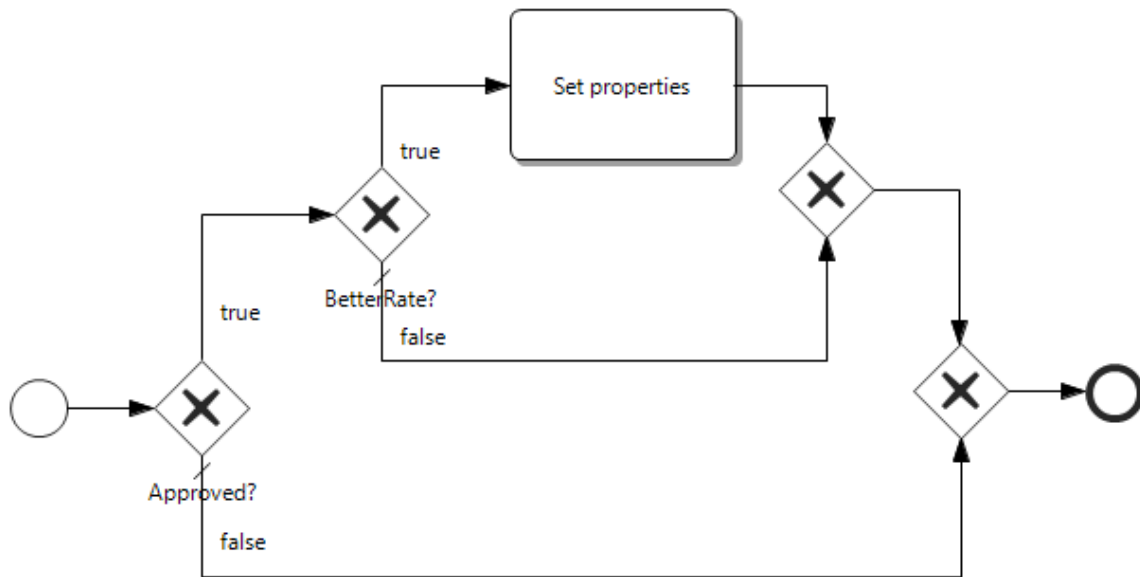 Set properties
true
BetterRate?
true
false
Approved?
false